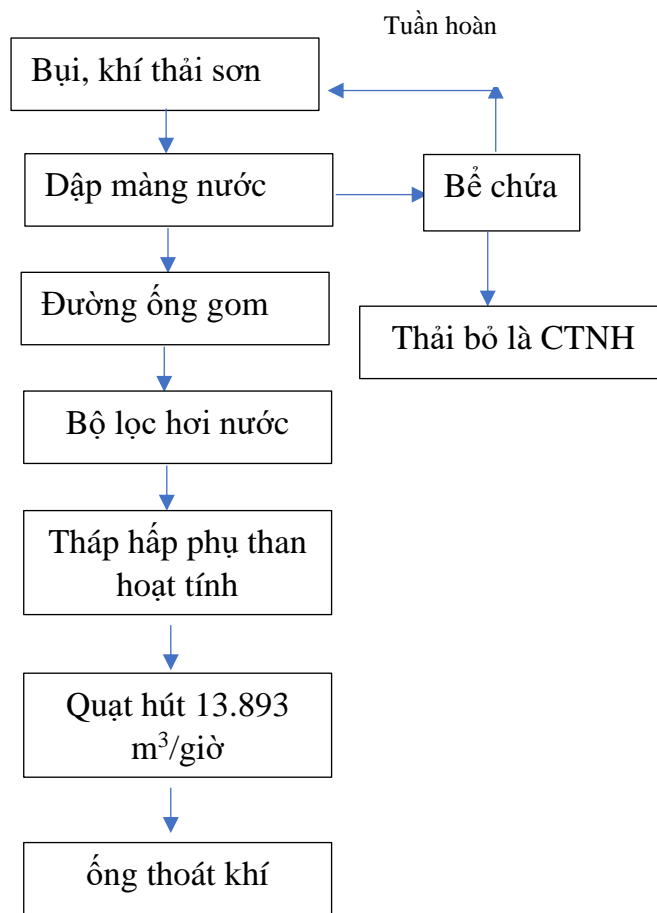 Tuần hoàn
Bụi, khí thải sơn
Dập màng nước
Bể chứa
Đường ống gom
Thải bỏ là CTNH
Bộ lọc hơi nước
Tháp hấp phụ than
hoạt tính
Quạt hút 13.893
m³/giờ
ống thoát khí